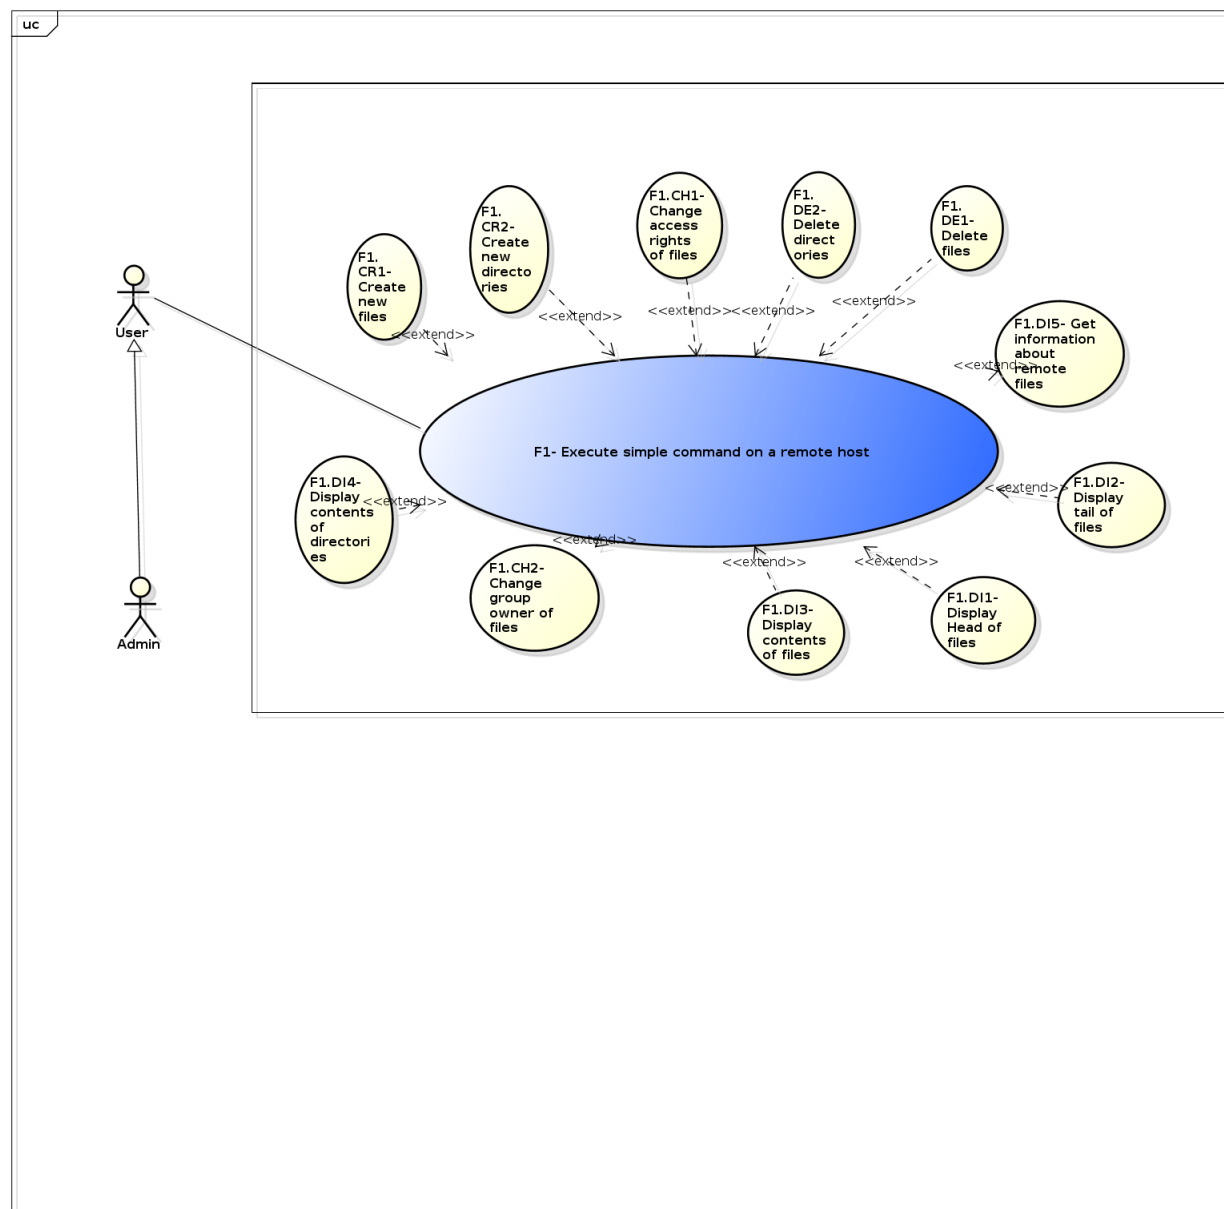 uc
F1.CH1-
Change
access
rights
of files
F1.
DE2-
Delete
direct
ories
F1.
DE1-
Delete
files
F1.
CR2-
Create
new
directo
ries
F1.
CR1-
Create
new
files
<<extend>>
<<extend>>
<<extend>>
<<extend>>
<<extend>>
User
F1.DI5- Get
information
about
remote
files
<<extend>>
F1- Execute simple command on a remote host
F1.DI4-
Display
contents
of
directori
es
<<extend>>
<<extend>>
F1.DI2-
Display
tail of
files
<<extend>>
<<extend>>
<<extend>>
F1.CH2-
Change
group
owner of
files
F1.DI3-
Display
contents
of files
F1.DI1-
Display
Head of
files
Admin